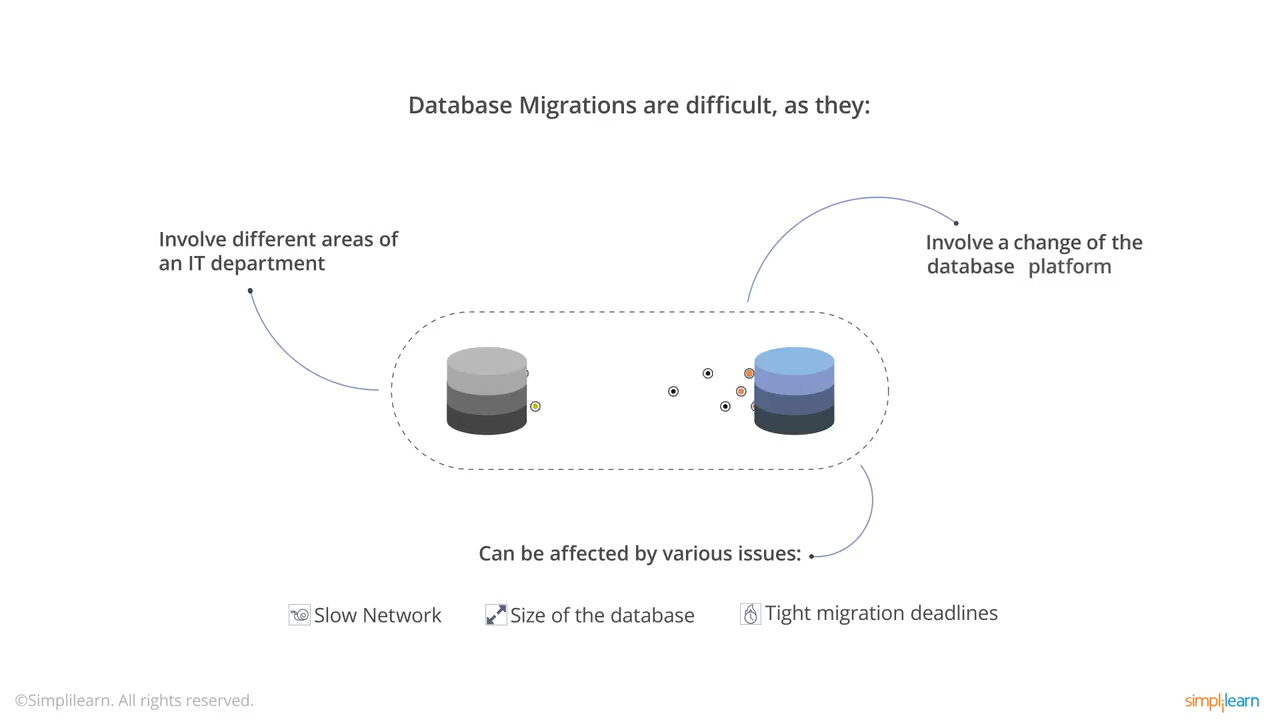 Database Migrations are difficult, as they:
Involve different areas of
an IT department
Involve a change of the
database platform
Can be affected by various issues:
Slow Network
Size of the database
Tight migration deadlines
©Simplilearn. All rights reserved.
simplilearn